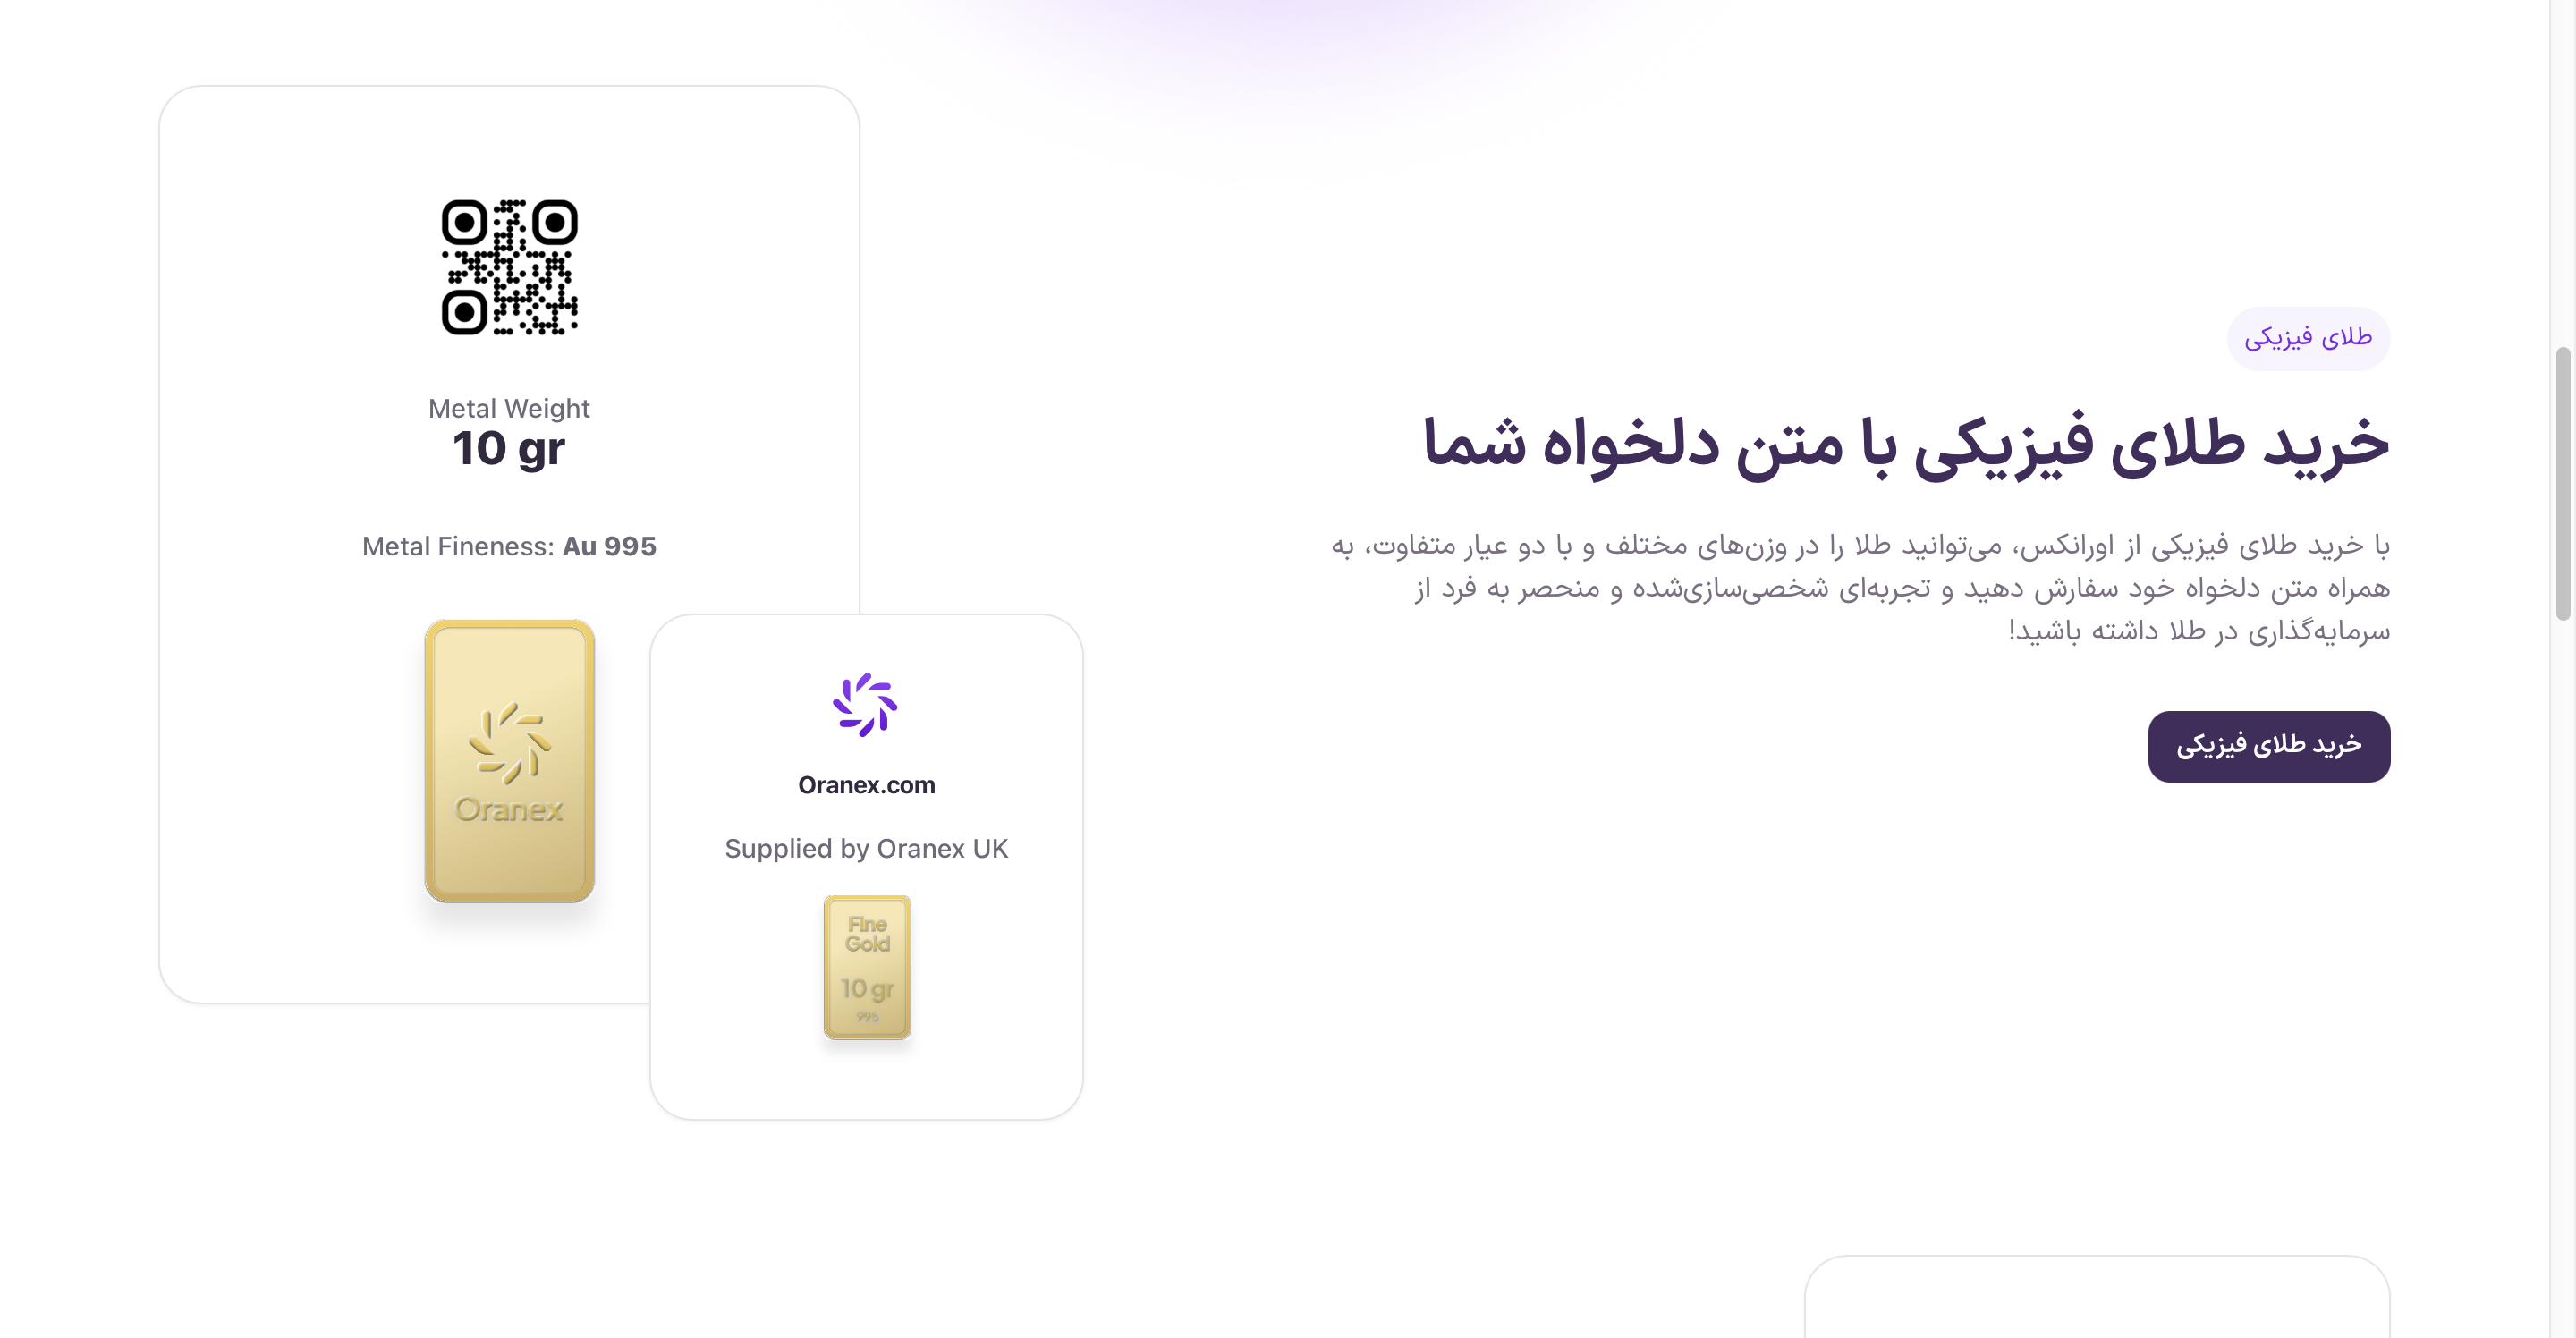 طلای فیزیکی
خرید طلای فیزیکی با متن دلخواه شما
با خرید طلای فیزیکی از اورانکس، می‌توانید طلا را در وزن‌های مختلف و با دو عیار متفاوت، به
همراه متن دلخواه خود سفارش دهید و تجربه‌ای شخصی‌سازی‌شده و منحصر به فرد از
سرمایه‌گذاری در طلا داشته باشید!
خرید طلای فیزیکی
Metal Weight
10 gr
Metal Fineness: Au 995
Oranex
Oranex.com
Supplied by Oranex UK
Fine
Gold
10 gr
995